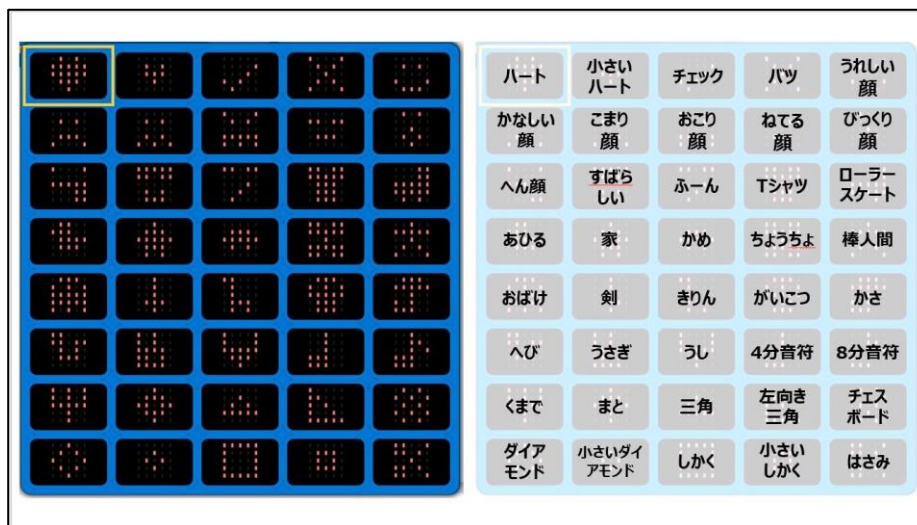 ハート
小さい
ハート
チェック
バツ
うれしい
顔
かなしい
顔
こまり
顔
おこり
顔
ねてる
顔
びっくり
顔
へん顔
すばら
しい
ふーん
Tシャツ
ローラー
スケート
あひる
家
かめ
ちょうちょ
棒人間
おばけ
剣
きりん
がいこつ
かさ
へび
うさぎ
うし
4分音符
8分音符
くまで
まと
三角
左向き
三角
チェス
ボード
ダイア
モンド
小さいダイ
アモンド
しかく
小さい
しかく
はさみ